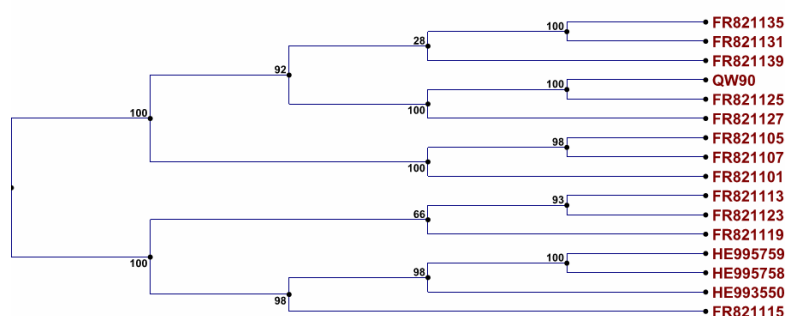 FR821135
100
FR821131
28
FR821139
92
QW90
100
FR821125
100
FR821127
100
FR821105
98
FR821107
100
FR821101
FR821113
93
FR821123
66
FR821119
100
HE995759
100
HE995758
98
HE993550
98
FR821115